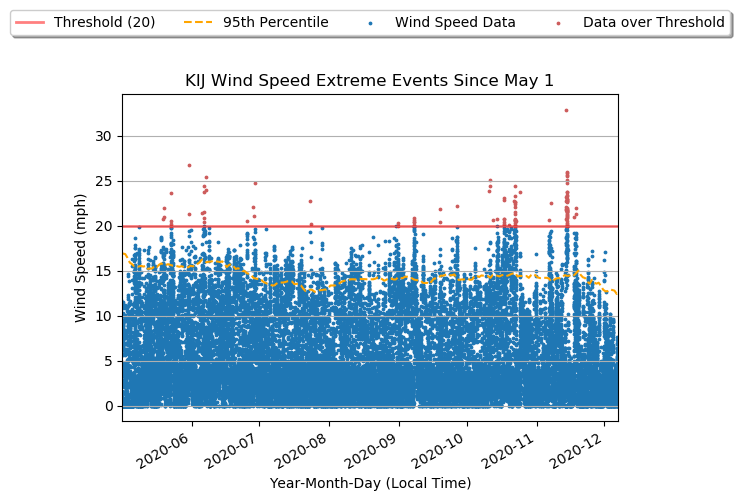 Threshold (20) 95th Percentile Wind Speed Data Data over Threshold
KIJ Wind Speed Extreme Events Since May 1
Wind Speed (mph)
30
25
20
15
10
5
0
2020-06 2020-07 2020-08 2020-09 2020-10 2020-11 2020-12
Year-Month-Day (Local Time)